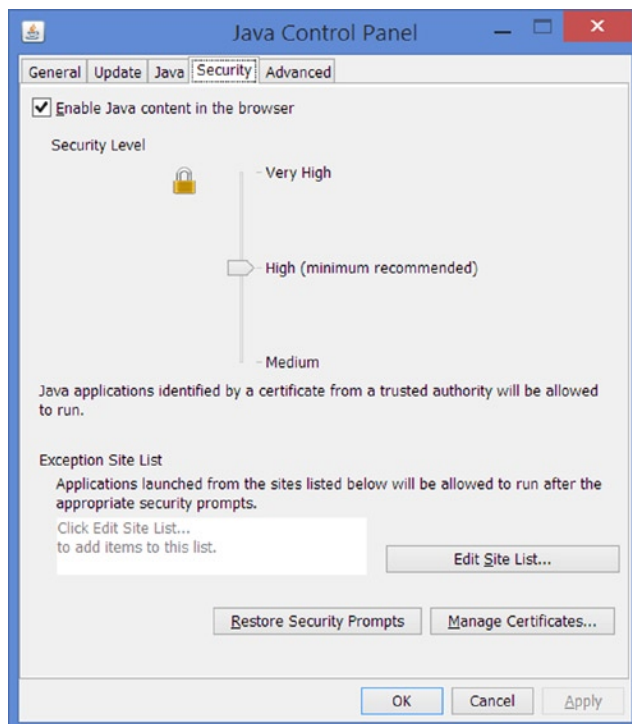 Java Control Panel
General Update Java Security Advanced
Enable Java content in the browser
Security Level
Very High
High (minimum recommended)
Medium
Java applications identified by a certificate from a trusted authority will be allowed
to run.
Exception Site List
Applications launched from the sites listed below will be allowed to run after the
appropriate security prompts.
Click Edit Site List...
to add items to this list.
Edit Site List...
Restore Security Prompts Manage Certificates...
OK Cancel Apply